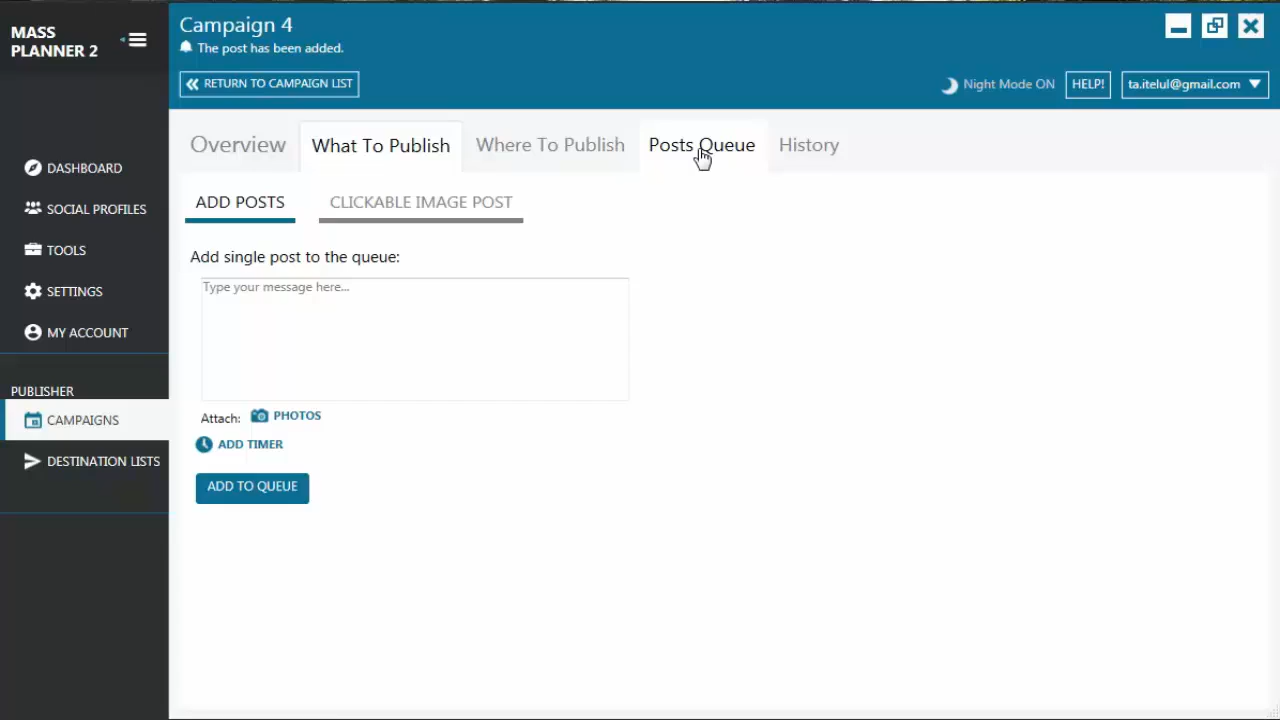 MASS
PLANNER 2
Campaign 4
The post has been added.
RETURN TO CAMPAIGN LIST
Night Mode ON
HELP!
ta.itelul@gmail.com
Overview
What To Publish
Where To Publish
Posts Queue
History
DASHBOARD
SOCIAL PROFILES
TOOLS
SETTINGS
MY ACCOUNT
PUBLISHER
CAMPAIGNS
DESTINATION LISTS
ADD POSTS
CLICKABLE IMAGE POST
Add single post to the queue:
Type your message here...
Attach: PHOTOS
ADD TIMER
ADD TO QUEUE